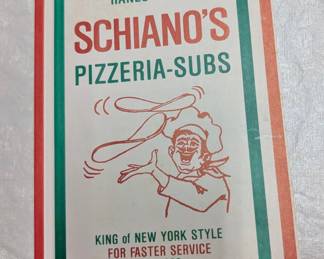 SCHIANO'S
PIZZERIA-SUBS
KING of NEW YORK STYLE
FOR FASTER SERVICE